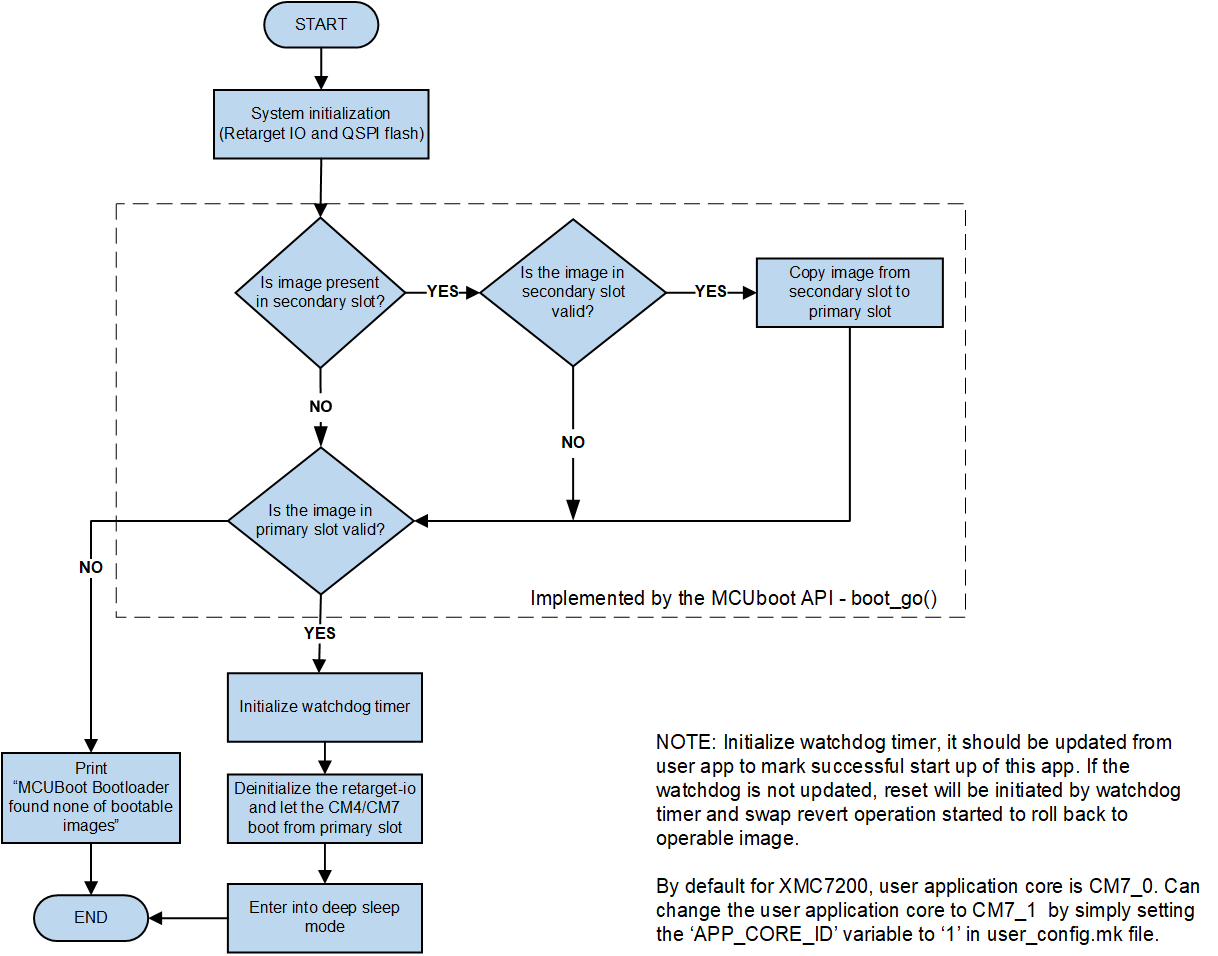 START
System initialization
(Retarget IO and QSPI flash)
Is image present
in secondary slot?
YES
Is the image in
secondary slot
valid?
YES
Copy image from
secondary slot to
primary slot
NO
NO
Is the image in
primary slot valid?
NO
Implemented by the MCUboot API - boot_go()
YES
Initialize watchdog timer
Print
“MCUBoot Bootloader
found none of bootable
images”
Deinitialize the retarget-io
and let the CM4/CM7
boot from primary slot
Enter into deep sleep
mode
END
NOTE: Initialize watchdog timer, it should be updated from
user app to mark successful start up of this app. If the
watchdog is not updated, reset will be initiated by watchdog
timer and swap revert operation started to roll back to
operable image.
By default for XMC7200, user application core is CM7_0. Can
change the user application core to CM7_1 by simply setting
the ‘APP_CORE_ID’ variable to ‘1’ in user_config.mk file.